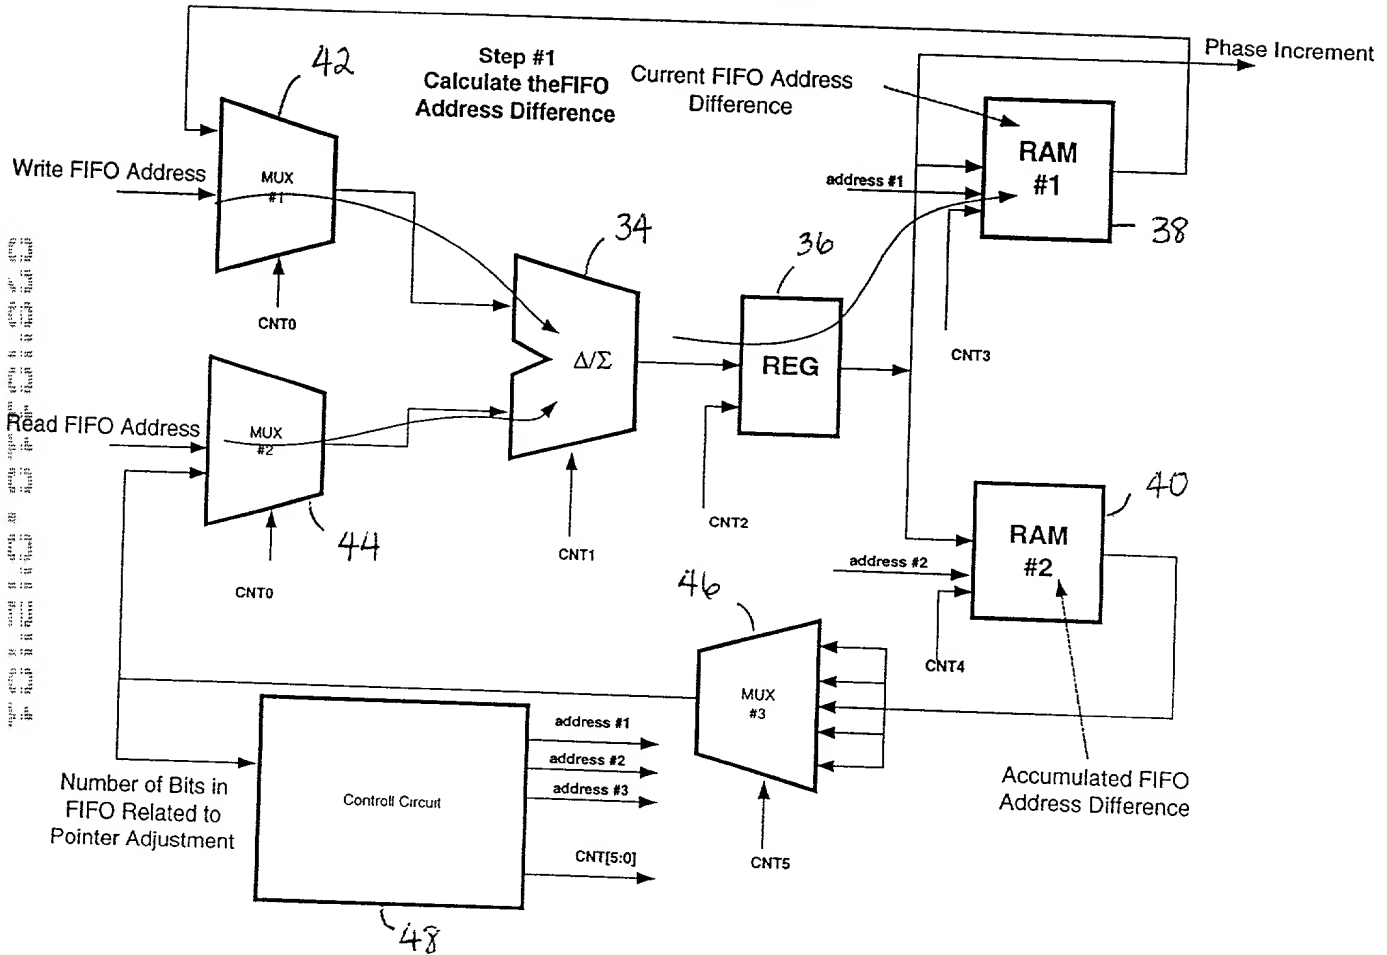 Step #1
Calculate theFIFO
Address Difference
42
Current FIFO Address
Difference
Phase Increment
Write FIFO Address
MUX
#1
CNT0
RAM
#1
address #1
38
CNT3
34
Δ/Σ
CNT1
36
REG
CNT2
Read FIFO Address
MUX
#2
44
CNT0
RAM
#2
40
address #2
CNT4
46
MUX
#3
CNT5
Accumulated FIFO
Address Difference
Number of Bits in
FIFO Related to
Pointer Adjustment
Controll Circuit
address #1
address #2
address #3
CNT[5:0]
48